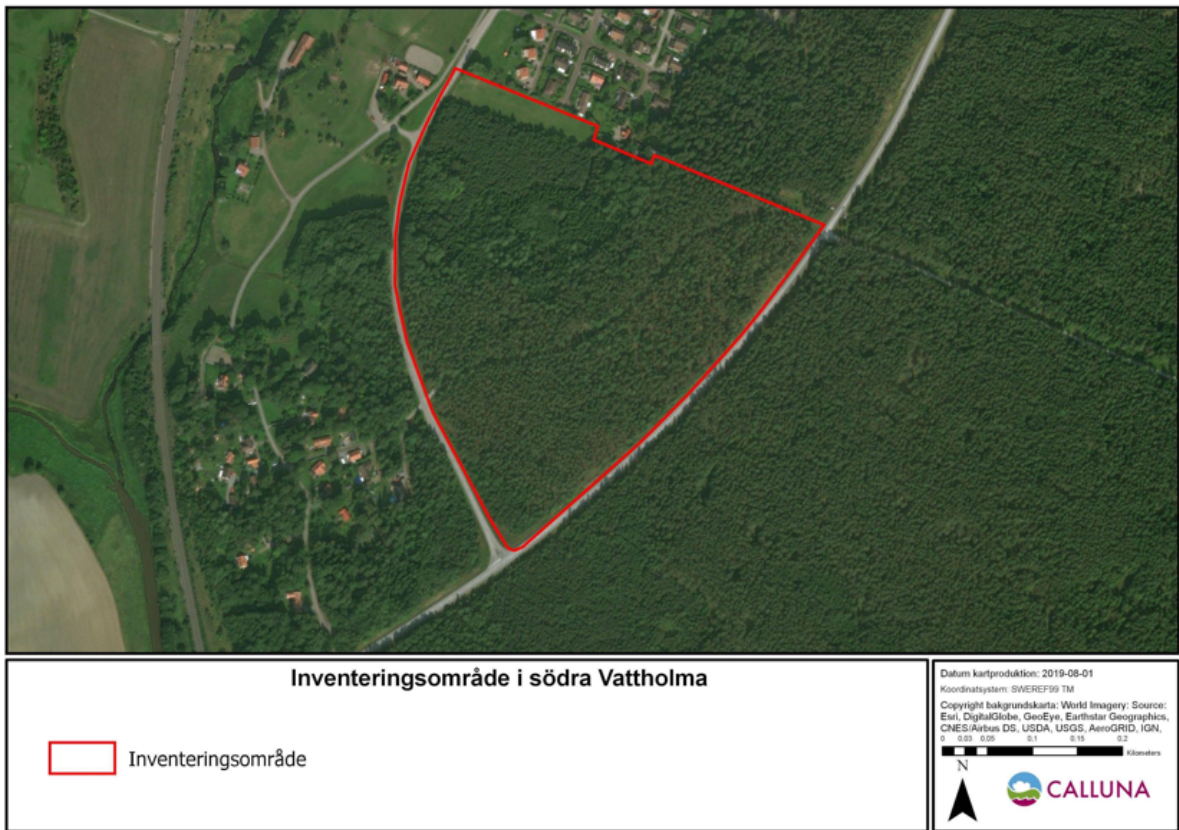 Inventeringsområde i södra Vattholma
Inventeringsområde
Datum kartproduktion: 2019-08-01
Koordinatsystem: SWEREF99 TM
Copyright bakgrundskarta: World Imagery: Source:
Esri, DigitalGlobe, GeoEye, Earthstar Geographics,
CNES/Airbus DS, USDA, USGS, AeroGRID, IGN,
0 0.03 0.05 0.1 0.15 0.2
Kilometers
N
CALLUNA